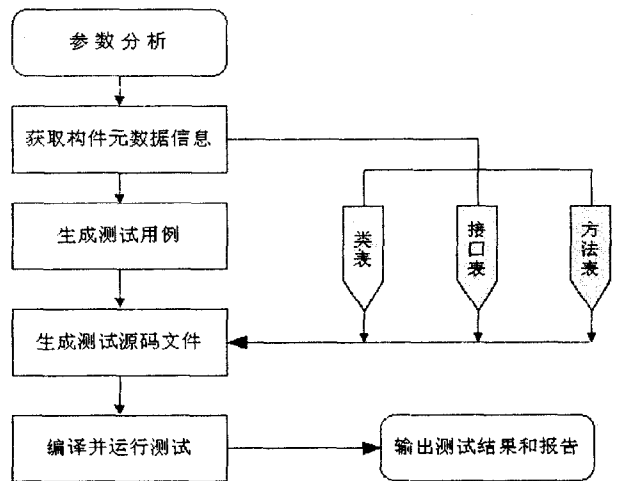 参数分析
获取构件元数据信息
生成测试用例
类表
接口表
方法表
生成测试源码文件
编译并运行测试
输出测试结果和报告